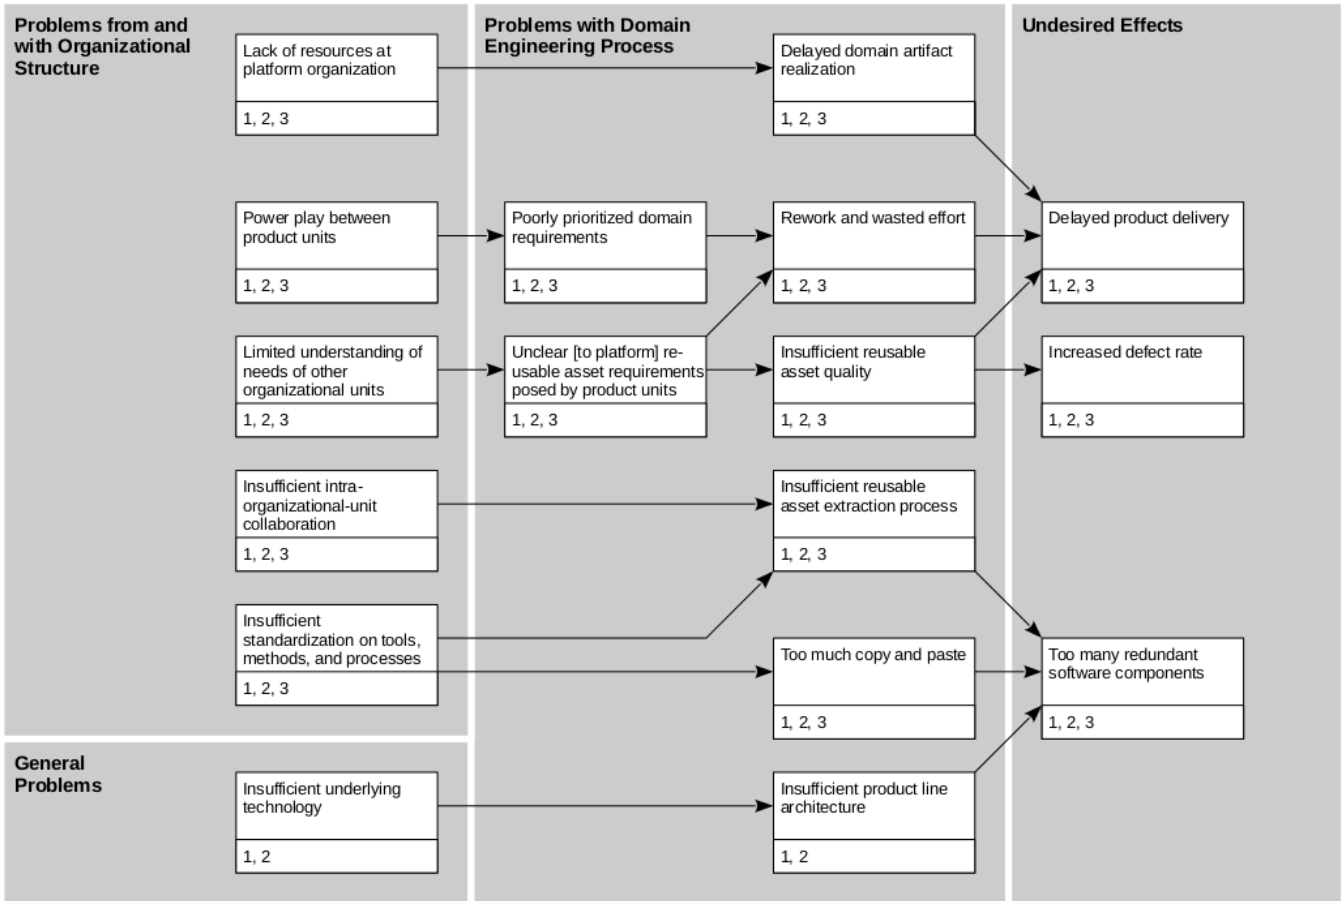 Problems from and
with Organizational
Structure
Lack of resources at
platform organization
1, 2, 3
Power play between
product units
1, 2, 3
Limited understanding of
needs of other
organizational units
1, 2, 3
Insufficient intra-
organizational-unit
collaboration
1, 2, 3
Insufficient
standardization on tools,
methods, and processes
1, 2, 3
General
Problems
Insufficient underlying
technology
1, 2
Problems with Domain
Engineering Process
Poorly prioritized domain
requirements
1, 2, 3
Unclear [to platform] re-
usable asset requirements
posed by product units
1, 2, 3
Delayed domain artifact
realization
1, 2, 3
Rework and wasted effort
1, 2, 3
Insufficient reusable
asset quality
1, 2, 3
Insufficient reusable
asset extraction process
1, 2, 3
Too much copy and paste
1, 2, 3
Insufficient product line
architecture
1, 2
Undesired Effects
Delayed product delivery
1, 2, 3
Increased defect rate
1, 2, 3
Too many redundant
software components
1, 2, 3